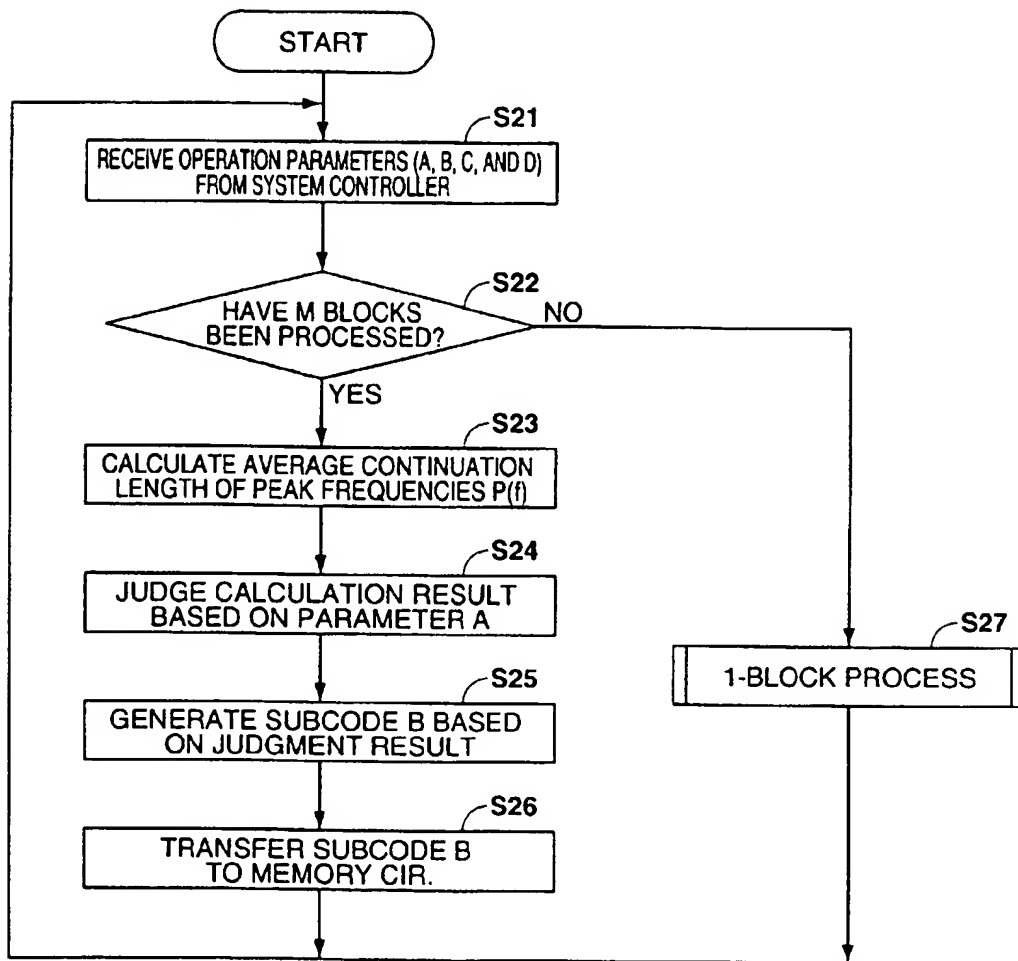 START
S21
RECEIVE OPERATION PARAMETERS (A, B, C, AND D)
FROM SYSTEM CONTROLLER
S22
HAVE M BLOCKS
BEEN PROCESSED?
NO
YES
S23
CALCULATE AVERAGE CONTINUATION
LENGTH OF PEAK FREQUENCIES P(f)
S24
JUDGE CALCULATION RESULT
BASED ON PARAMETER A
S27
1-BLOCK PROCESS
S25
GENERATE SUBCODE B BASED
ON JUDGMENT RESULT
S26
TRANSFER SUBCODE B
TO MEMORY CIR.